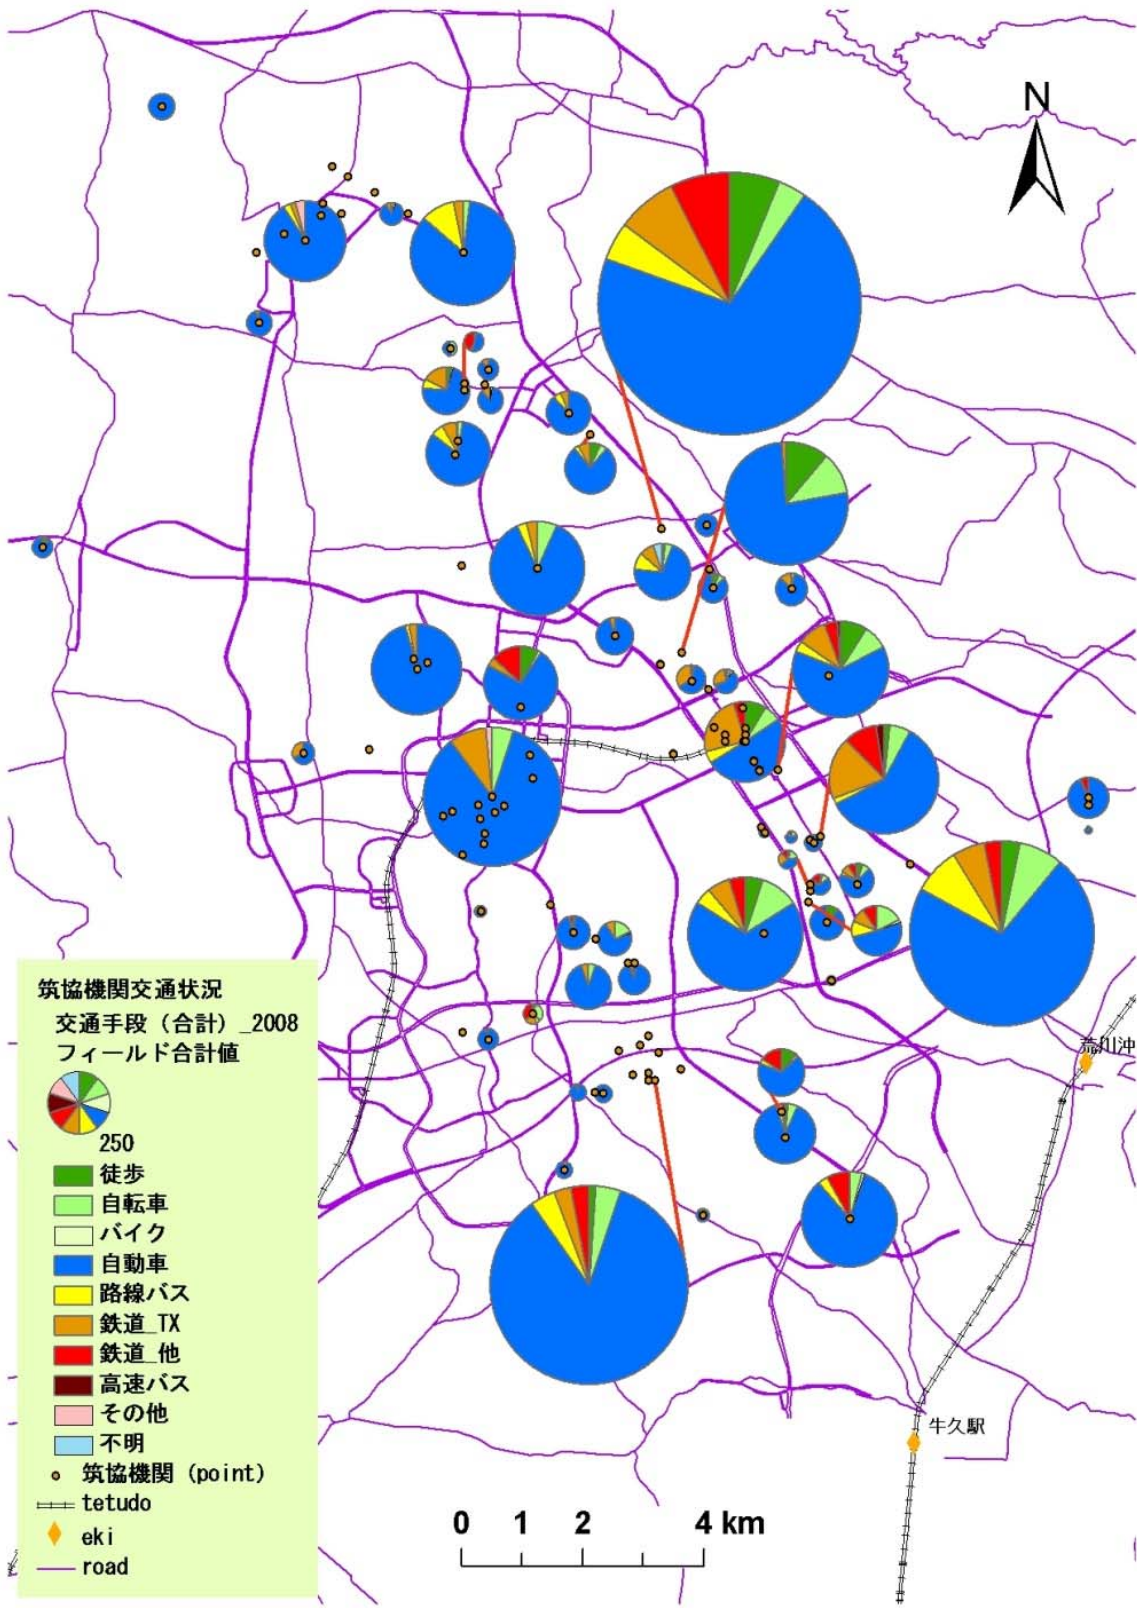 N
荒川沖
牛久駅
筑協機関交通状況
交通手段（合計）_2008
フィールド合計値
250
徒歩
自転車
バイク
自動車
路線バス
鉄道_TX
鉄道_他
高速バス
その他
不明
筑協機関 (point)
tetudo
eki
road
0 1 2 4 km